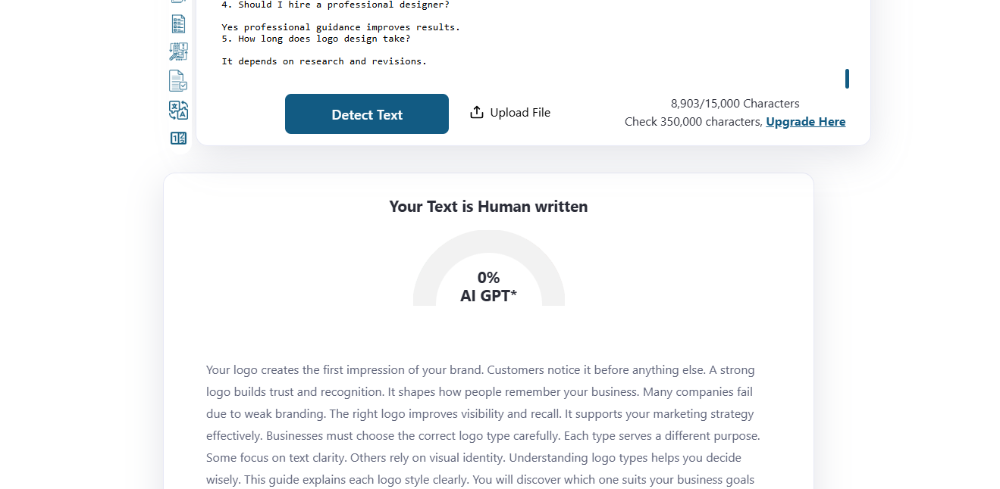 4. Should I hire a professional designer?
Yes professional guidance improves results.
5. How long does logo design take?
It depends on research and revisions.
Detect Text
Upload File
8,903/15,000 Characters
Check 350,000 characters, Upgrade Here
Your Text is Human written
0%
AI GPT*
Your logo creates the first impression of your brand. Customers notice it before anything else. A strong
logo builds trust and recognition. It shapes how people remember your business. Many companies fail
due to weak branding. The right logo improves visibility and recall. It supports your marketing strategy
effectively. Businesses must choose the correct logo type carefully. Each type serves a different purpose.
Some focus on text clarity. Others rely on visual identity. Understanding logo types helps you decide
wisely. This guide explains each logo style clearly. You will discover which one suits your business goals